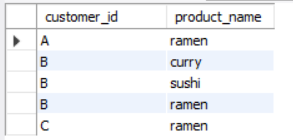 customer_id product_name
A ramen
B curry
B sushi
B ramen
C ramen